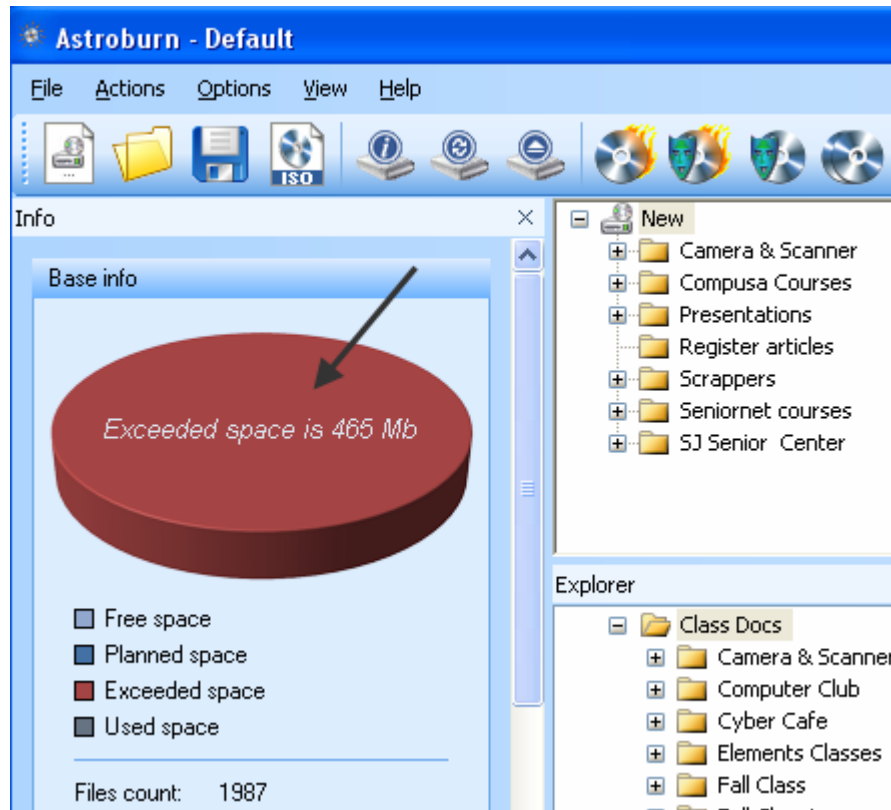 Astroburn - Default
File Actions Options View Help
...
ISO
Info
Base info
Exceeded space is 465 Mb
Free space
Planned space
Exceeded space
Used space
Files count: 1987
New
Camera & Scanner
Compusa Courses
Presentations
Register articles
Scrappers
Seniornet courses
SJ Senior Center
Explorer
Class Docs
Camera & Scanner
Computer Club
Cyber Cafe
Elements Classes
Fall Class